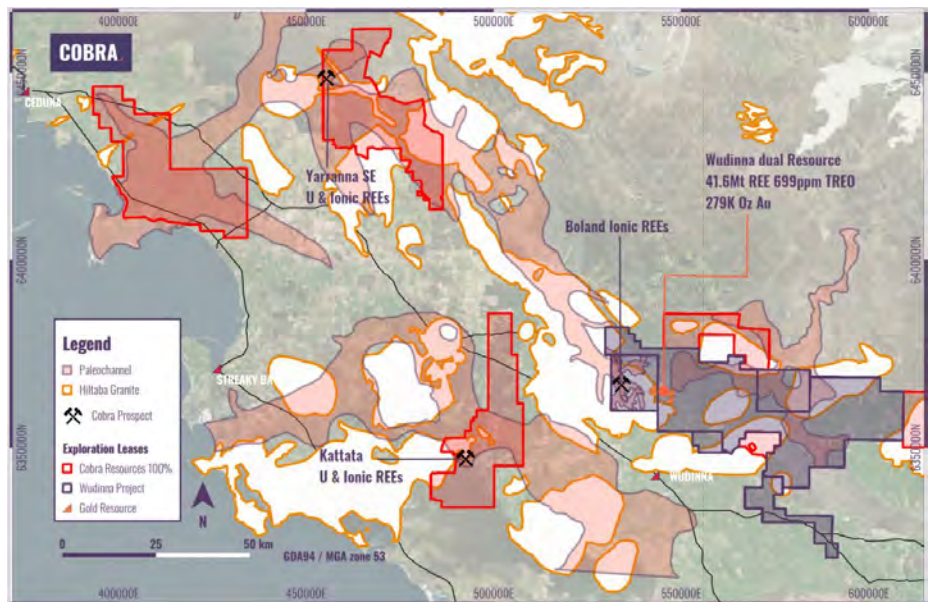 400000E
450000E
500000E
550000E
600000E
COBRA.
6450000N
6450000N
CEDUNA
Yarranna SE
U & Ionic REEs
Wudinna dual Resource
41.6Mt REE 699ppm TREO
279K Oz Au
Boland Ionic REEs
6400000N
6400000N
Legend
Paleochannel
Hiltaba Granite
Cobra Prospect
Exploration Leases
Cobra Resources 100%
Wudinna Project
Gold Resource
STREAKY BA
6350000N
6350000N
Kattata
U & Ionic REEs
WUDINNA
N
0
25
50 km
GDA94 / MGA zone 53
400000E
450000E
500000E
550000E
600000E